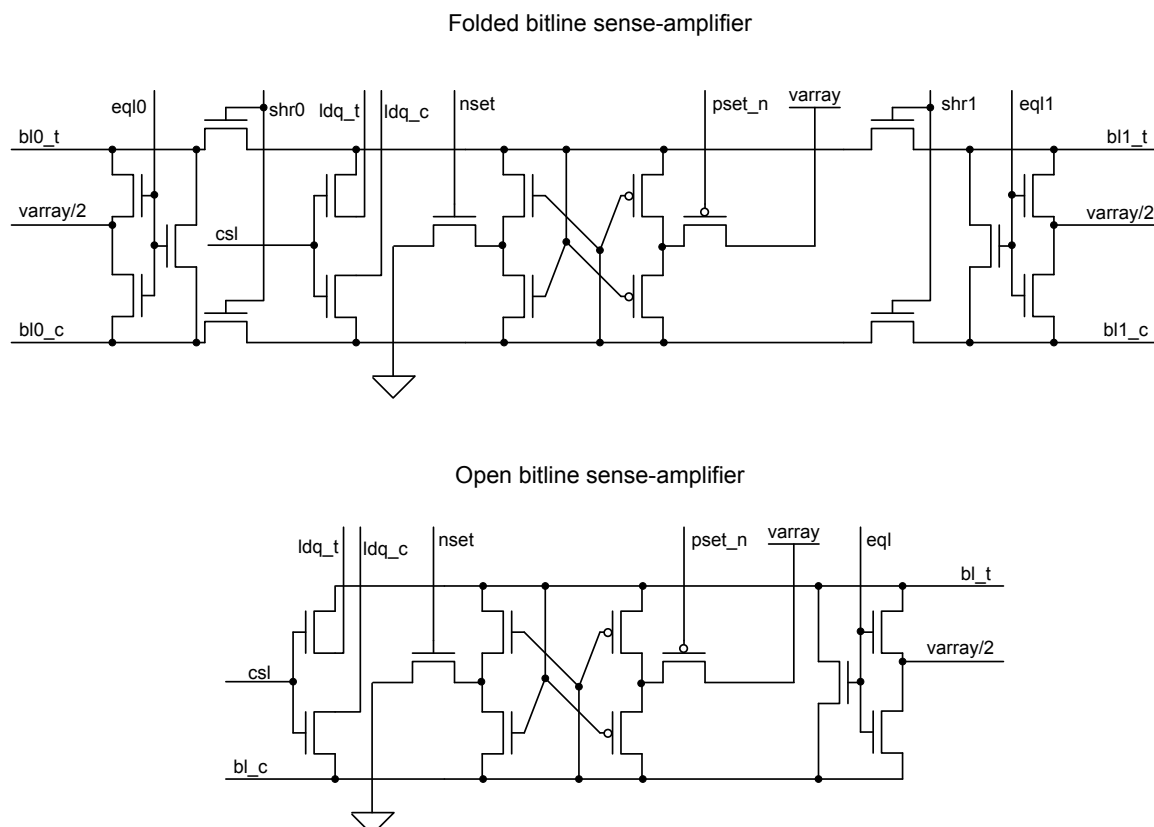 Folded bitline sense-amplifier
eql0
shr0
ldq_t
ldq_c
nset
pset_n
varray
shr1
eql1
bl0_t
bl1_t
varray/2
csl
varray/2
bl0_c
bl1_c
Open bitline sense-amplifier
ldq_t
ldq_c
nset
pset_n
varray
eql
bl_t
varray/2
csl
bl_c